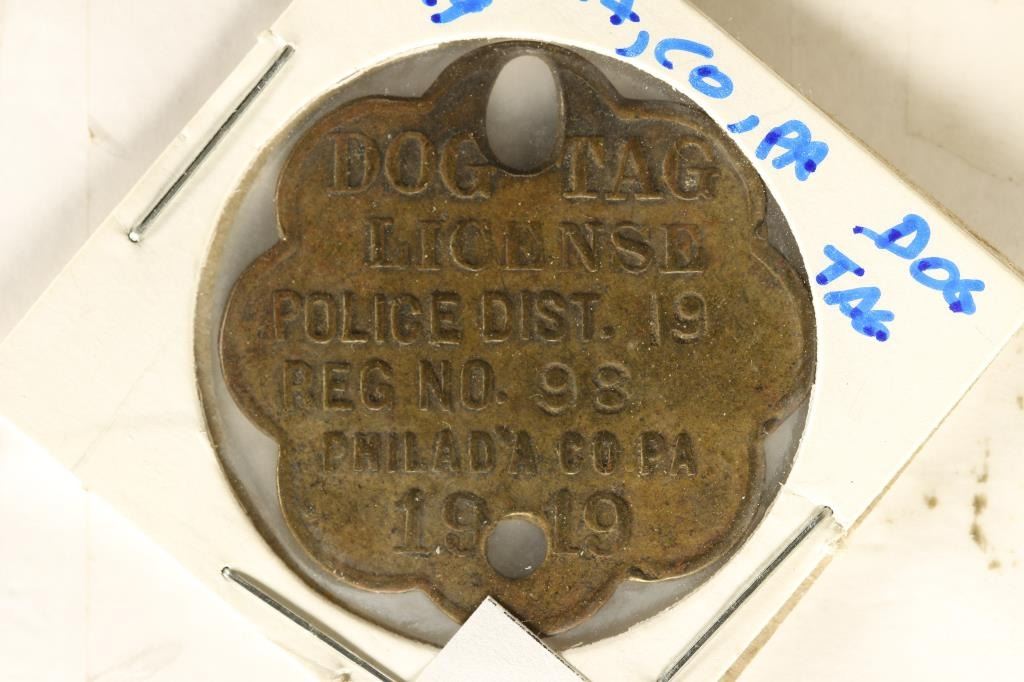 DOG TAG
LICENSE
POLICE DIST. 19
REG NO. 98
PHILAD'A CO PA
1919
, CO, PA
DOG
TAG